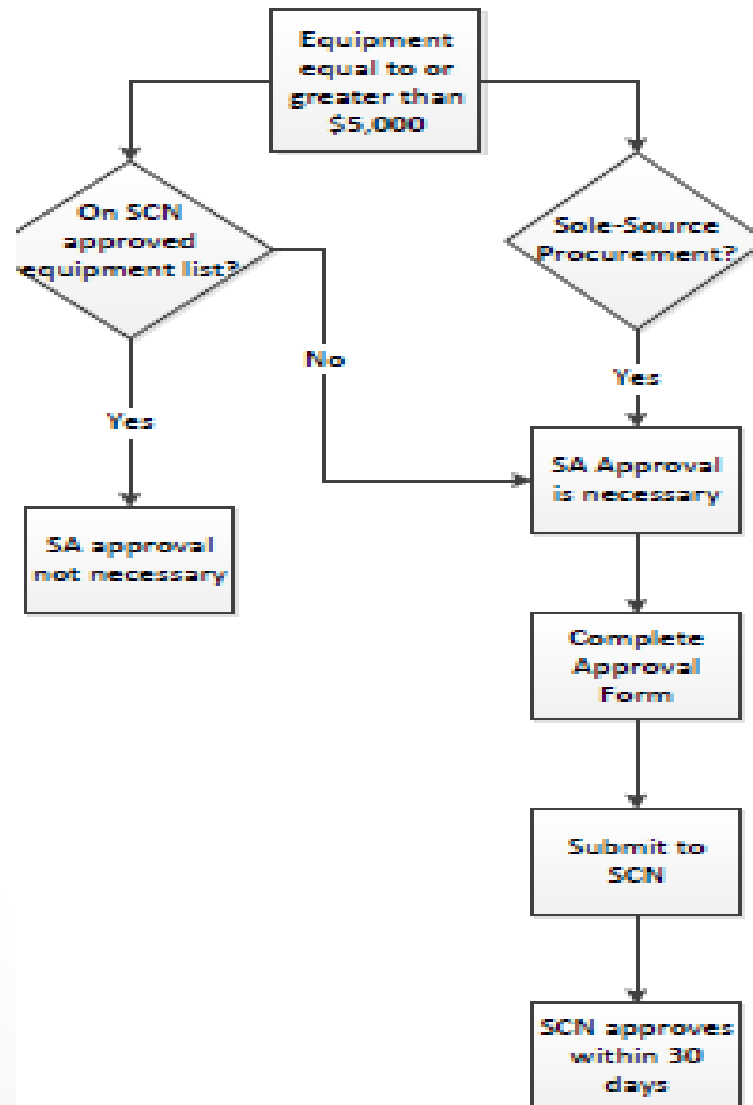 Equipment
equal to or
greater than
$5,000
On SCN
approved
equipment list?
Sole-Source
Procurement?
No
Yes
Yes
SA Approval
is necessary
SA approval
not necessary
Complete
Approval
Form
Submit to
SCN
SCN approves
within 30
days